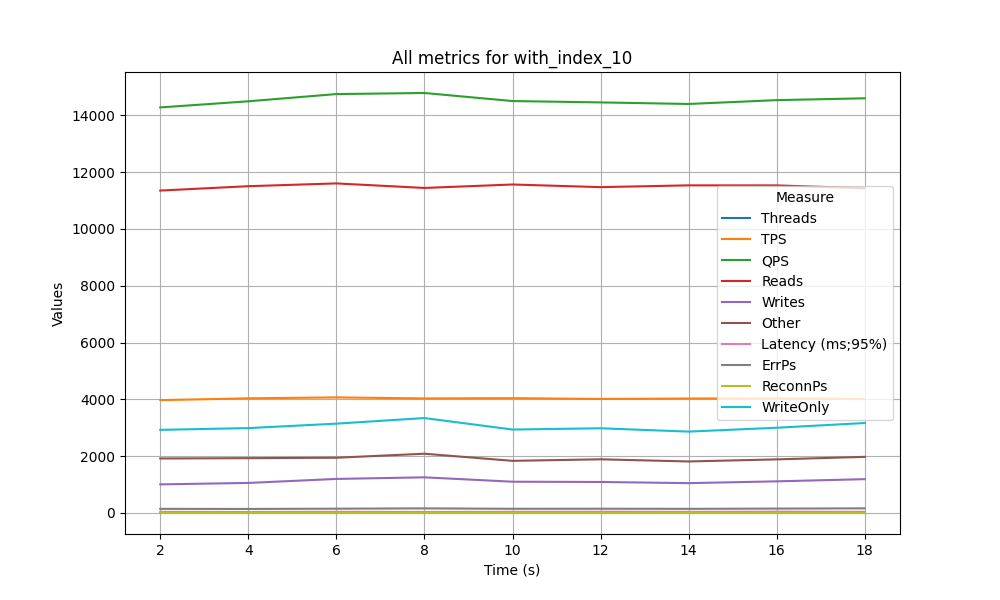 All metrics for with_index_10
Values
14000
12000
10000
8000
6000
4000
2000
0
Measure
Threads
TPS
QPS
Reads
Writes
Other
Latency (ms;95%)
ErrPs
ReconnPs
WriteOnly
2 4 6 8 10 12 14 16 18
Time (s)